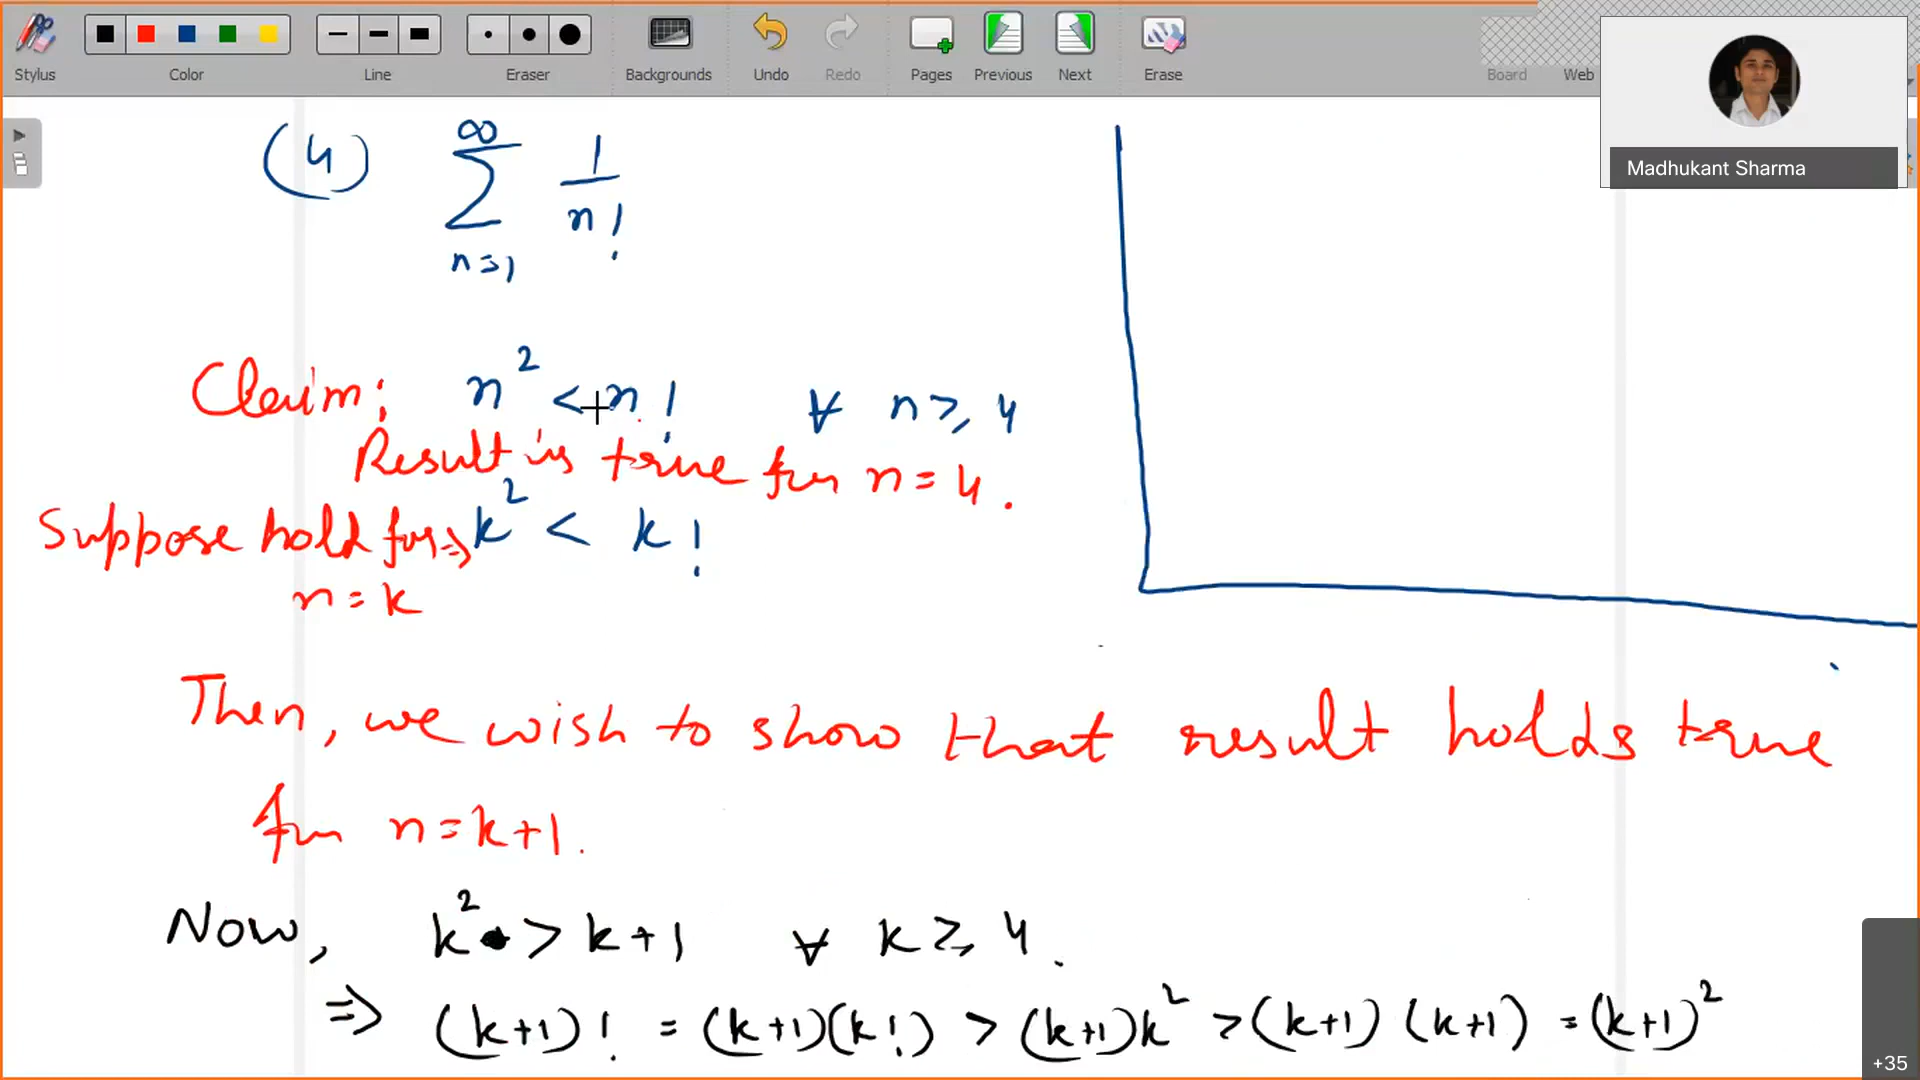 Stylus Color Line Eraser Backgrounds Undo Redo Pages Previous Next Erase Board Web
Madhukant Sharma
(4) ∞ ∑ n=1 1/n!
Claim: n² < n! ∀ n ≥ 4
Result is true for n = 4.
Suppose hold for ⇒ k² < k!
n = k
Then, we wish to show that result holds true
for n = k+1.
Now, k² > k+1 ∀ k ≥ 4.
⇒ (k+1)! = (k+1)(k!) > (k+1)k² > (k+1)(k+1) = (k+1)²
+35